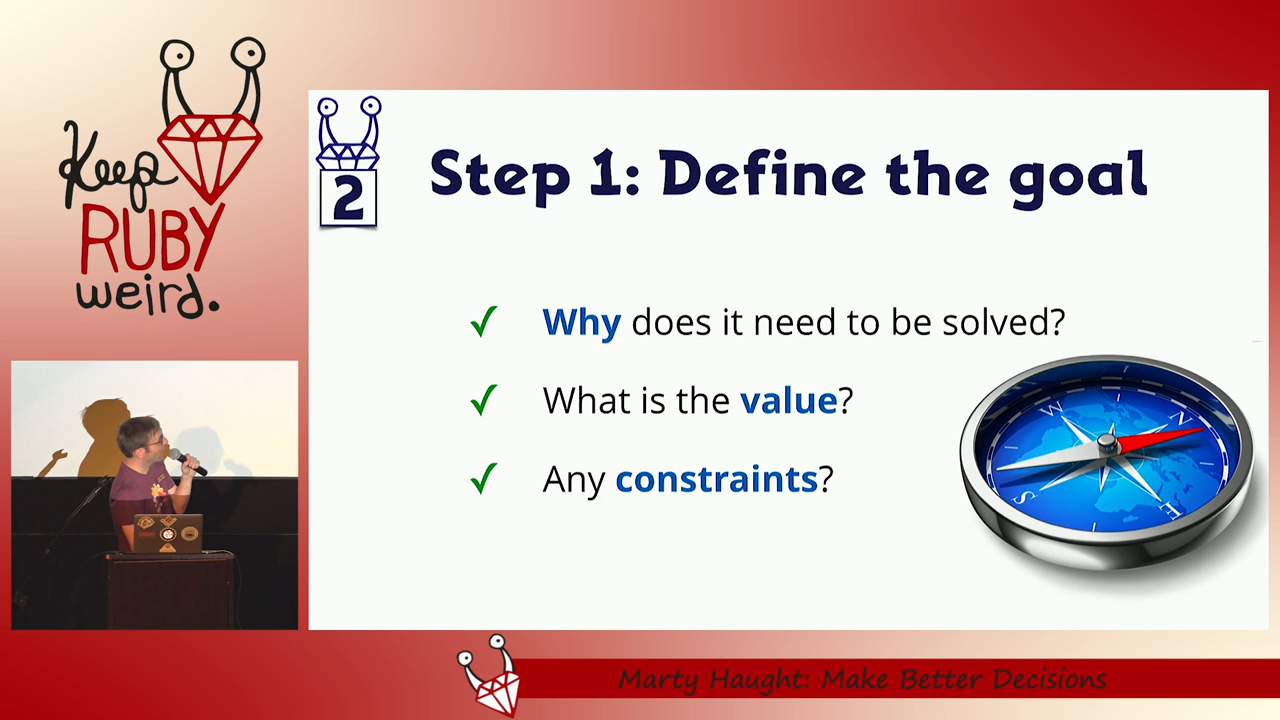 Keep
RUBY
weird.
2
Step 1: Define the goal
✓ Why does it need to be solved?
✓ What is the value?
✓ Any constraints?
W
N
S
E
Marty Haught: Make Better Decisions